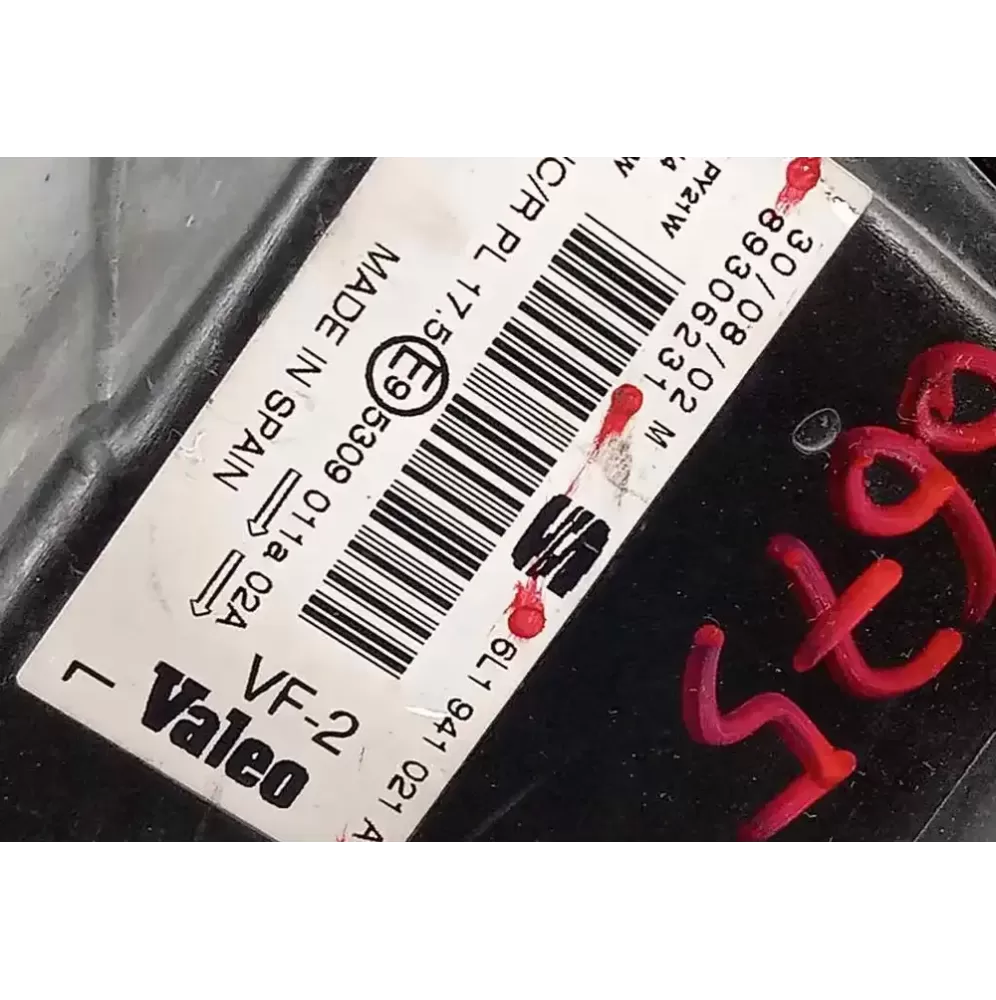 30/08/02 M
89306231
PY21W
C/R PL 17.5
E9 5309 011a 02A
MADE IN SPAIN
6L1 941 021 A
VF-2
Valeo
L